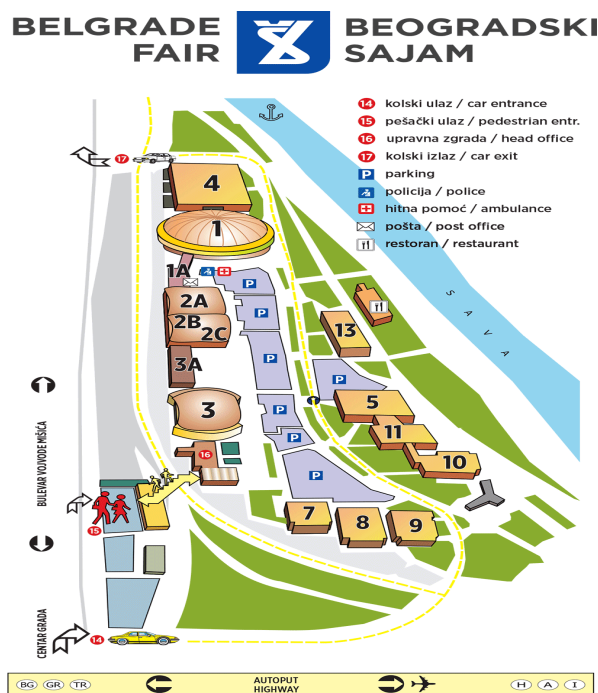 BELGRADE FAIR
BEOGRADSKI SAJAM
14 kolski ulaz / car entrance
15 pešački ulaz / pedestrian entr.
16 upravna zgrada / head office
17 kolski izlaz / car exit
P parking
policija / police
hitna pomoć / ambulance
pošta / post office
restoran / restaurant
17
4
1
1A
P
2A
2B
2C
P
13
3A
P
P
5
3
P
11
P
10
16
P
7
8
9
15
14
SAVA
BULEVAR VOJVODE MIŠIĆA
CENTAR GRADA
BG GR TR
AUTOPUT
HIGHWAY
H A I